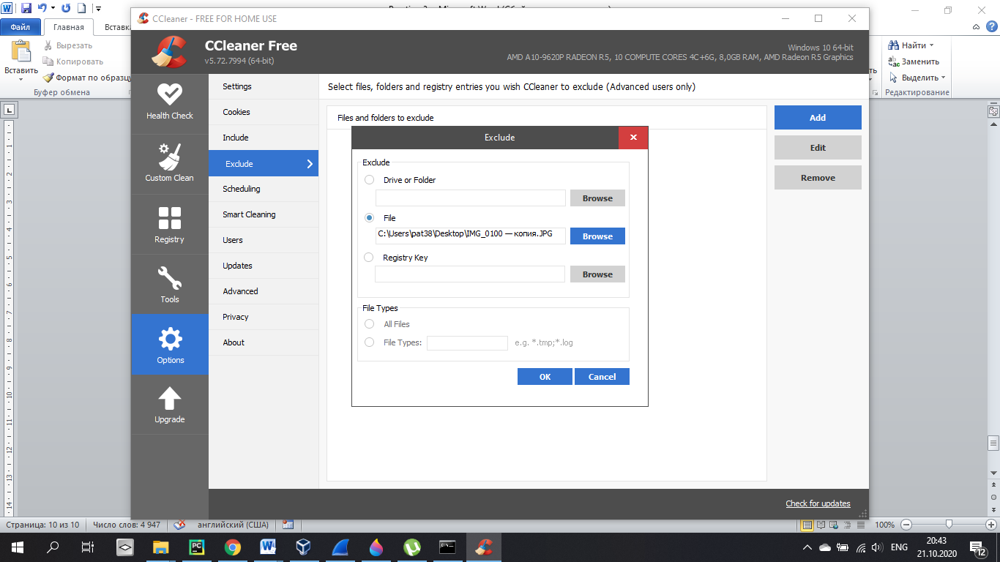 CCleaner - FREE FOR HOME USE
Файл
Главная
Вставка
Вставить
Вырезать
Копировать
Формат по образцу
Буфер обмена
Найти
Заменить
Выделить
Редактирование
CCleaner Free
v5.72.7994 (64-bit)
Windows 10 64-bit
AMD A10-9620P RADEON R5, 10 COMPUTE CORES 4C+6G, 8,0GB RAM, AMD Radeon R5 Graphics
Health Check
Custom Clean
Registry
Tools
Options
Upgrade
Settings
Cookies
Include
Exclude
Scheduling
Smart Cleaning
Users
Updates
Advanced
Privacy
About
Select files, folders and registry entries you wish CCleaner to exclude (Advanced users only)
Files and folders to exclude
Add
Edit
Remove
Exclude
Exclude
Drive or Folder
Browse
File
C:\Users\pat38\Desktop\IMG_0100 — копия.JPG
Browse
Registry Key
Browse
File Types
All Files
File Types:
e.g. *.tmp;*.log
OK
Cancel
Check for updates
Страница: 10 из 10
Число слов: 4 947
английский (США)
100%
ENG
20:43
21.10.2020
12